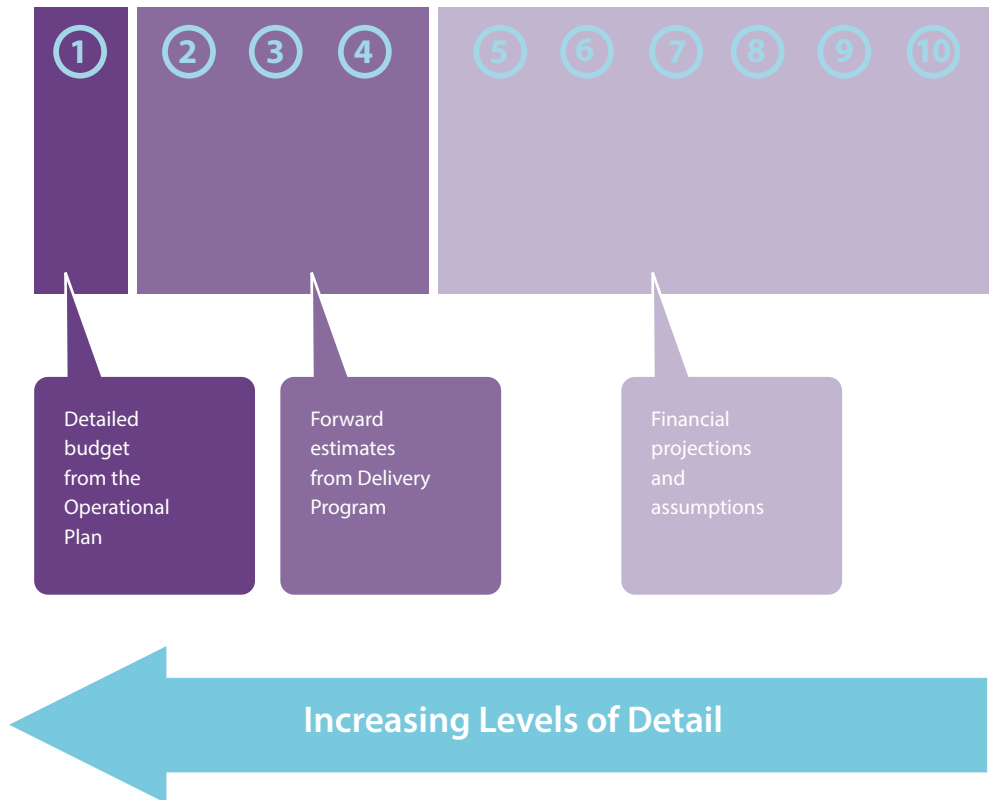 1 2 3 4 5 6 7 8 9 10
Detailed
budget
from the
Operational
Plan
Forward
estimates
from Delivery
Program
Financial
projections
and
assumptions
Increasing Levels of Detail